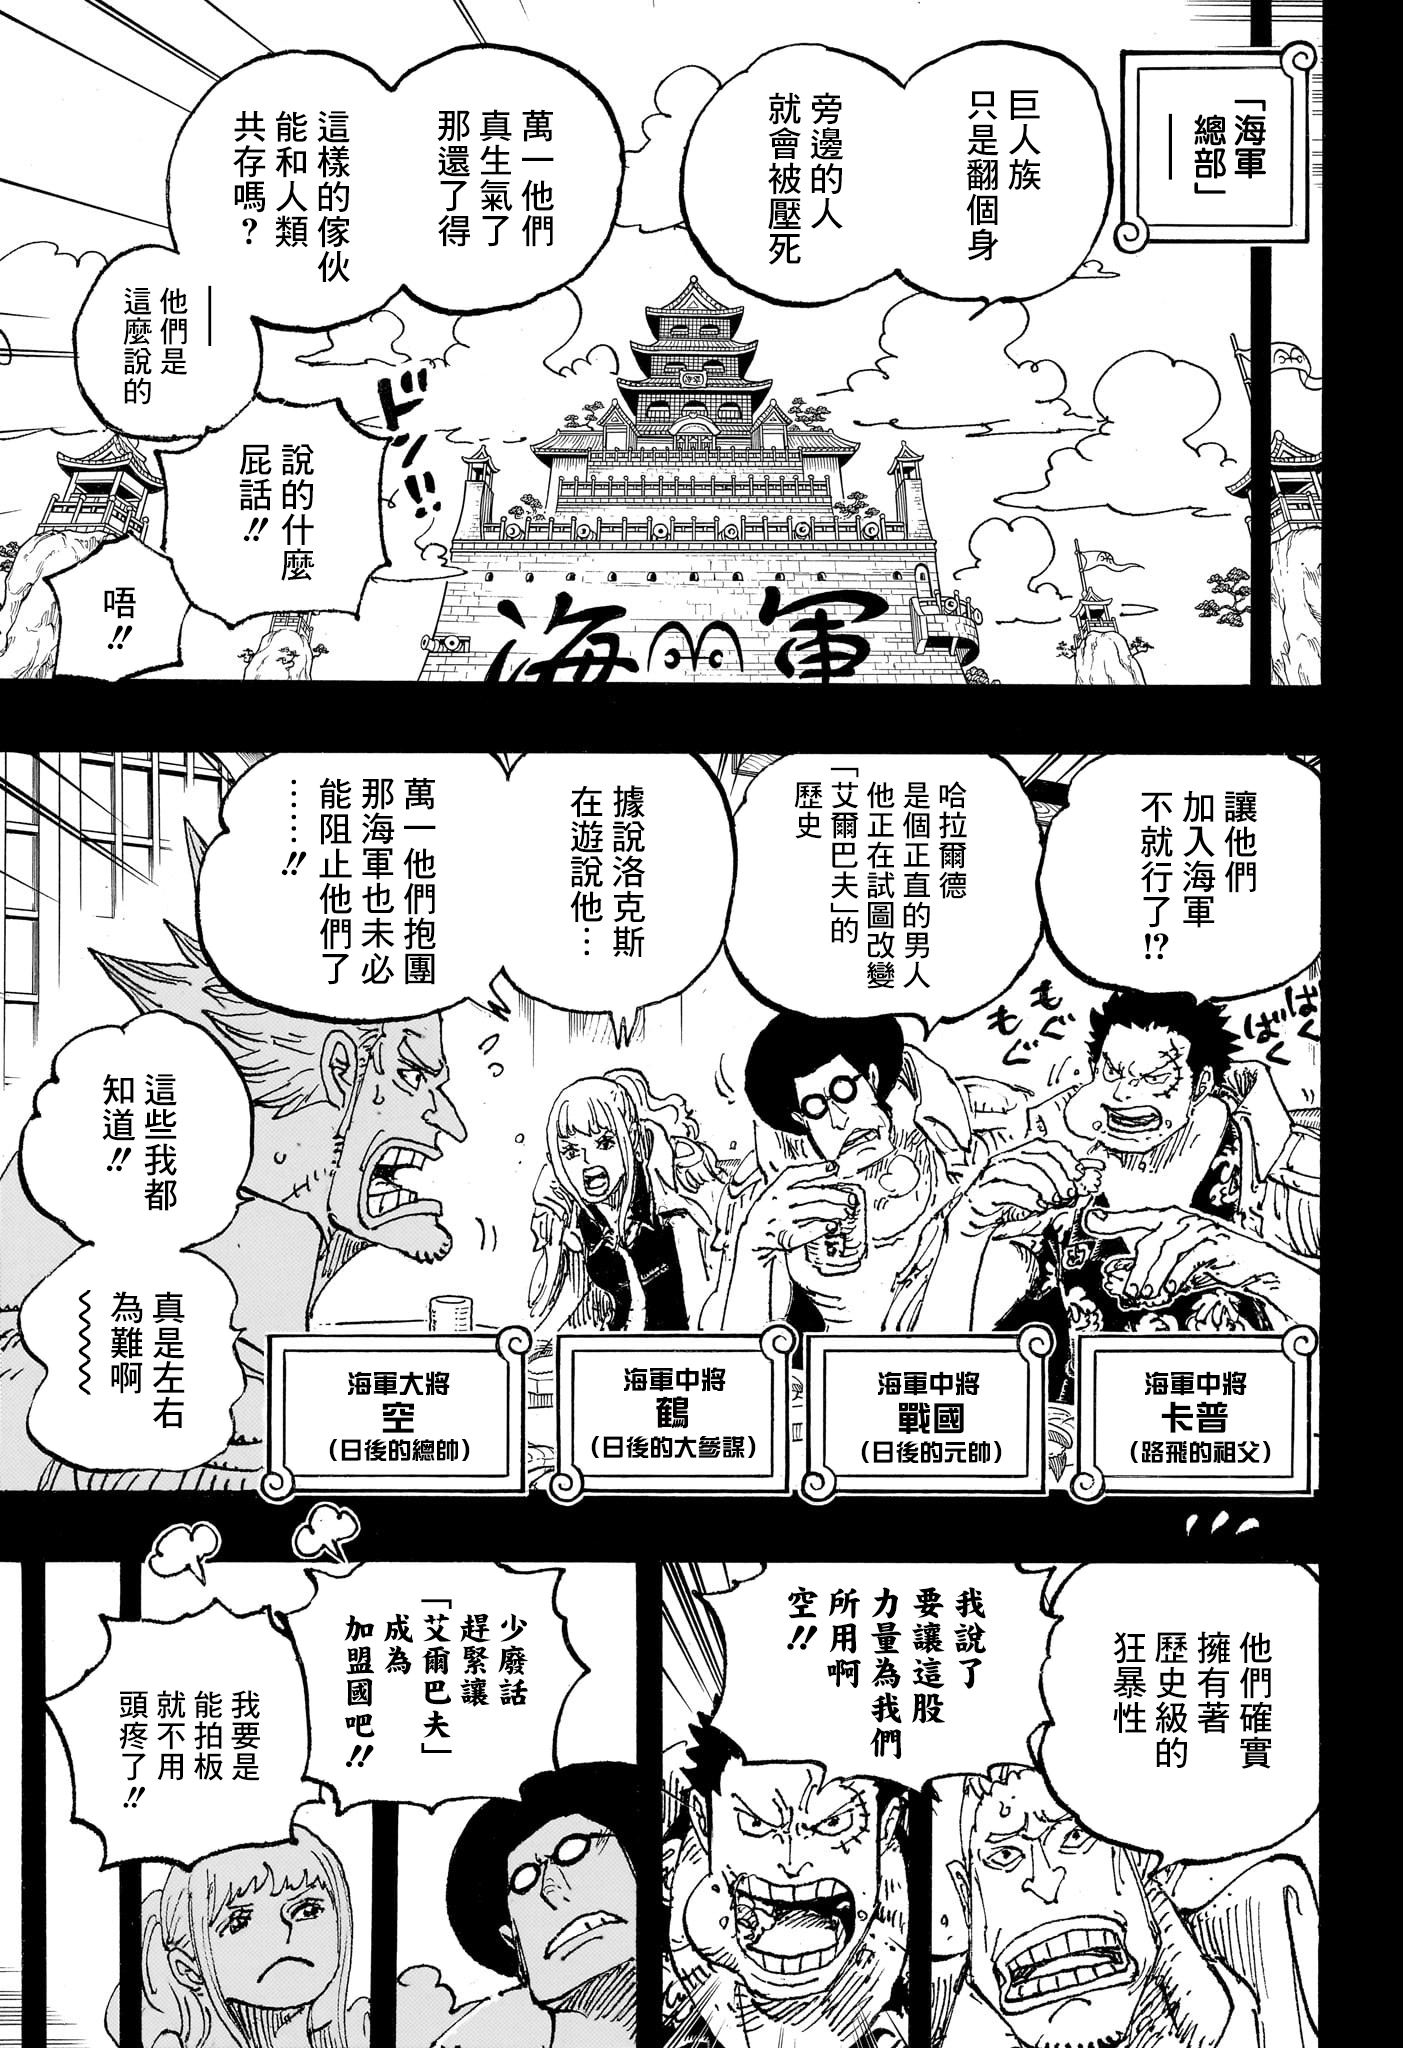 「海軍
總部」
——
巨人族
只是翻個身
旁邊的人
就會被壓死
萬一他們
真生氣了
那還了得
這樣的傢伙
能和人類
共存嗎?
——
他們是
這麼說的
說的什麼
屁話!!
唔!!
ドン!!
海軍
讓他們
加入海軍
不就行了!?
哈拉爾德
是個正直的男人
他正在試圖改變
「艾爾巴夫」的
歷史
據說洛克斯
在遊說他…
萬一他們抱團
那海軍也未必
能阻止他們了
……!!
ばくばく
もぐもぐ
這些我都
知道!!
真是左右
為難啊
海軍中將
卡普
(路飛的祖父)
海軍中將
戰國
(日後的元帥)
海軍中將
鶴
(日後的大參謀)
海軍大將
空
(日後的總帥)
他們確實
擁有著
歷史級的
狂暴性
我說了
要讓這股
力量為我們
所用啊
空!!
少廢話
趕緊讓
「艾爾巴夫」
成為
加盟國吧!!
我要是
能拍板
就不用
頭疼了!!